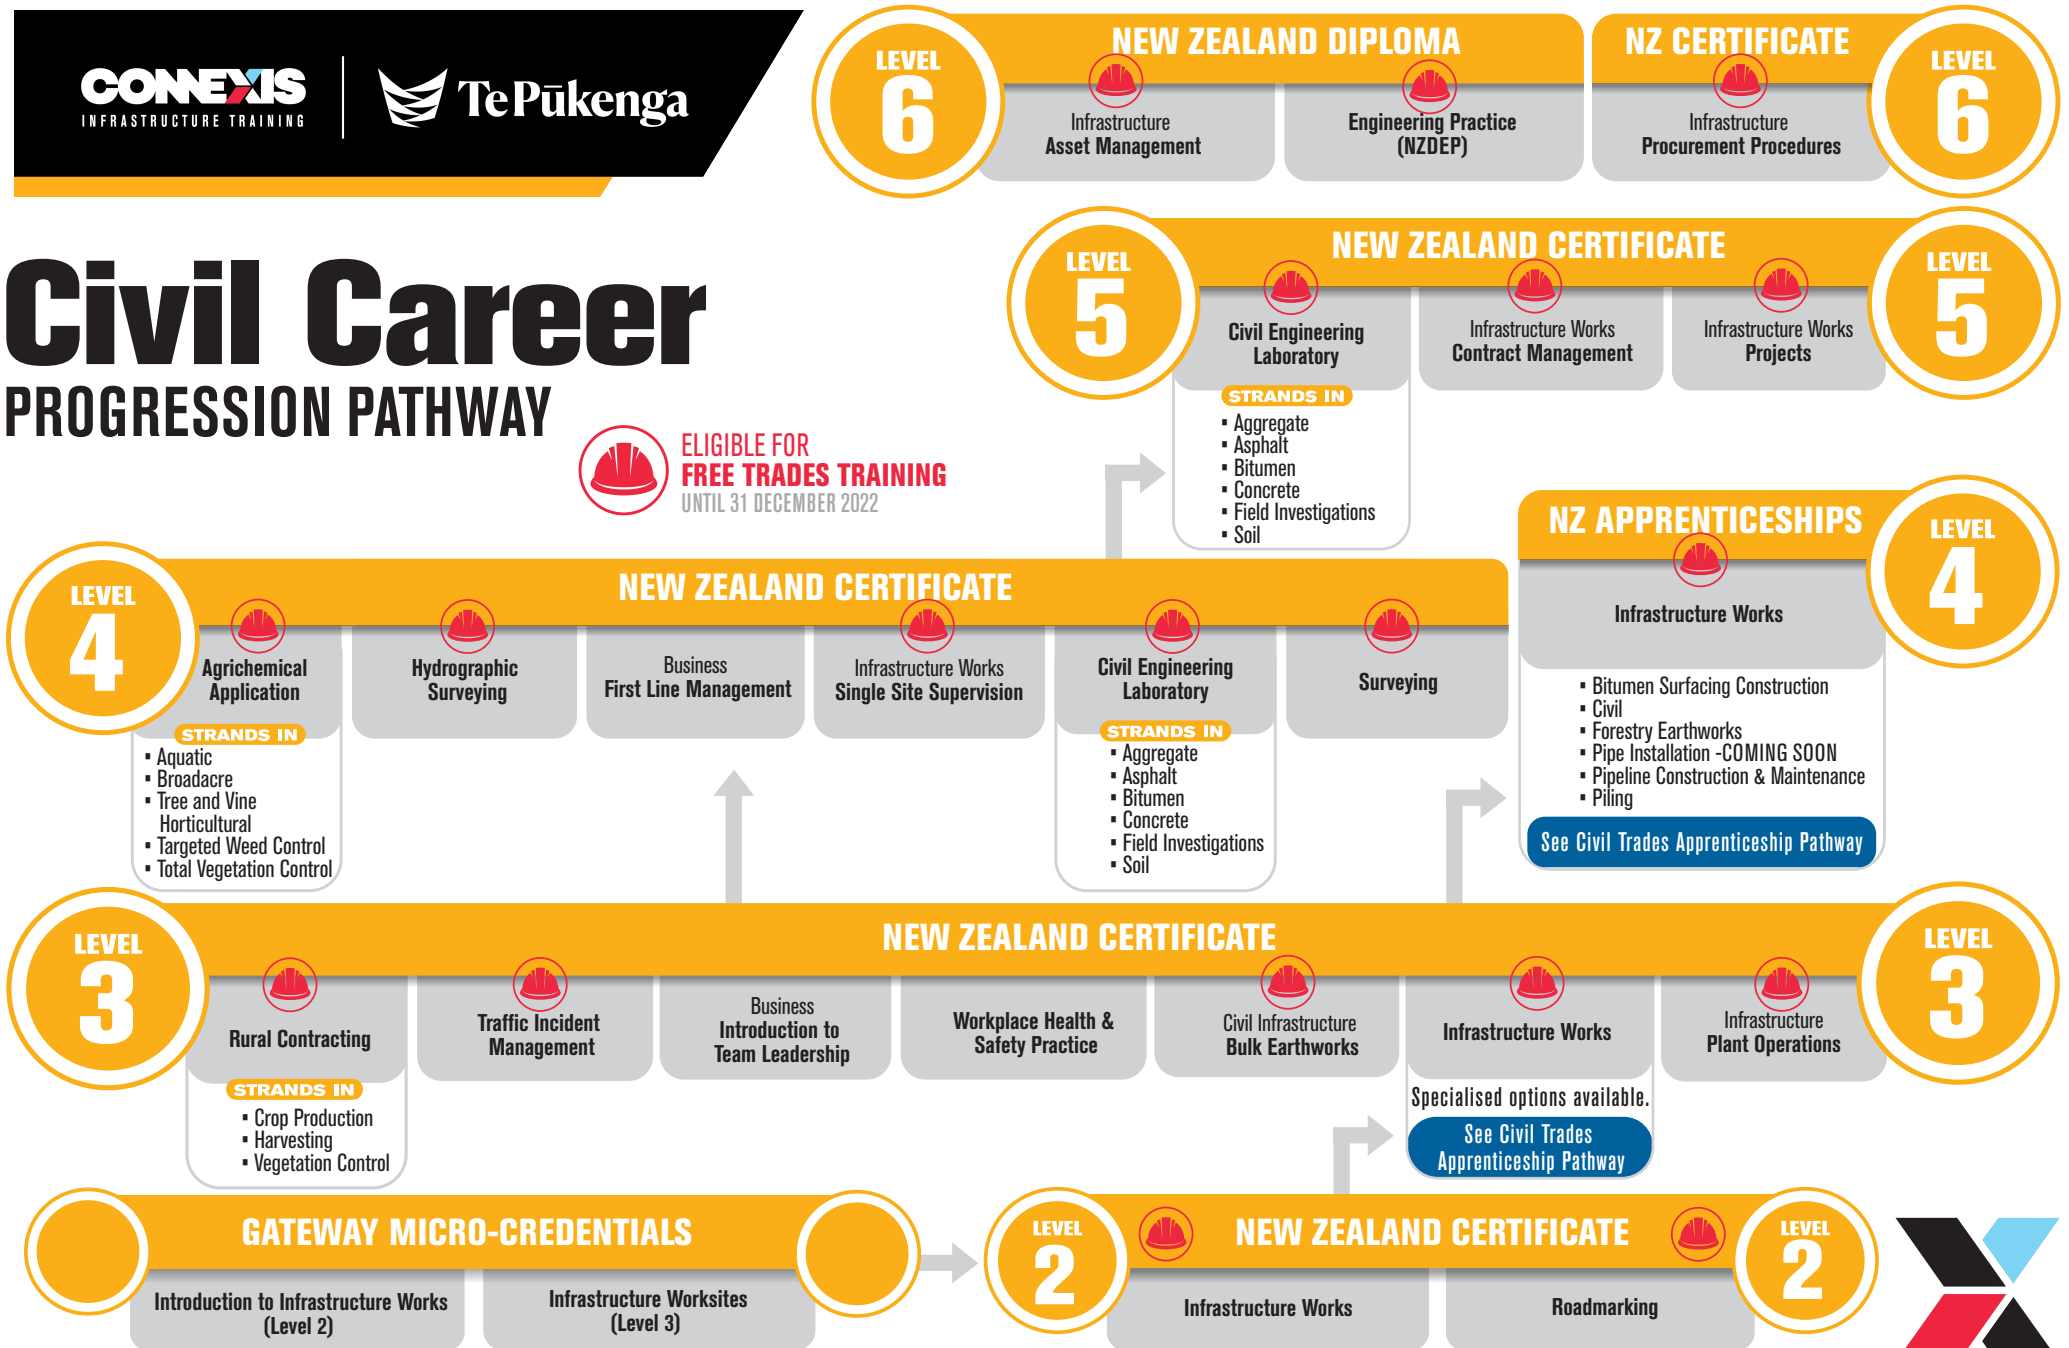 CONNEXIS
INFRASTRUCTURE TRAINING
Te Pūkenga
Civil Career
PROGRESSION PATHWAY
ELIGIBLE FOR
FREE TRADES TRAINING
UNTIL 31 DECEMBER 2022
LEVEL
6
NEW ZEALAND DIPLOMA
Infrastructure
Asset Management
Engineering Practice
(NZDEP)
NZ CERTIFICATE
Infrastructure
Procurement Procedures
LEVEL
6
LEVEL
5
NEW ZEALAND CERTIFICATE
Civil Engineering
Laboratory
STRANDS IN
▪ Aggregate
▪ Asphalt
▪ Bitumen
▪ Concrete
▪ Field Investigations
▪ Soil
Infrastructure Works
Contract Management
Infrastructure Works
Projects
LEVEL
5
LEVEL
4
NEW ZEALAND CERTIFICATE
Agrichemical
Application
STRANDS IN
▪ Aquatic
▪ Broadacre
▪ Tree and Vine
Horticultural
▪ Targeted Weed Control
▪ Total Vegetation Control
Hydrographic
Surveying
Business
First Line Management
Infrastructure Works
Single Site Supervision
Civil Engineering
Laboratory
STRANDS IN
▪ Aggregate
▪ Asphalt
▪ Bitumen
▪ Concrete
▪ Field Investigations
▪ Soil
Surveying
NZ APPRENTICESHIPS
Infrastructure Works
▪ Bitumen Surfacing Construction
▪ Civil
▪ Forestry Earthworks
▪ Pipe Installation -COMING SOON
▪ Pipeline Construction & Maintenance
▪ Piling
See Civil Trades Apprenticeship Pathway
LEVEL
4
LEVEL
3
NEW ZEALAND CERTIFICATE
Rural Contracting
STRANDS IN
▪ Crop Production
▪ Harvesting
▪ Vegetation Control
Traffic Incident
Management
Business
Introduction to
Team Leadership
Workplace Health &
Safety Practice
Civil Infrastructure
Bulk Earthworks
Infrastructure Works
Specialised options available.
See Civil Trades
Apprenticeship Pathway
Infrastructure
Plant Operations
LEVEL
3
GATEWAY MICRO-CREDENTIALS
Introduction to Infrastructure Works
(Level 2)
Infrastructure Worksites
(Level 3)
LEVEL
2
NEW ZEALAND CERTIFICATE
Infrastructure Works
Roadmarking
LEVEL
2